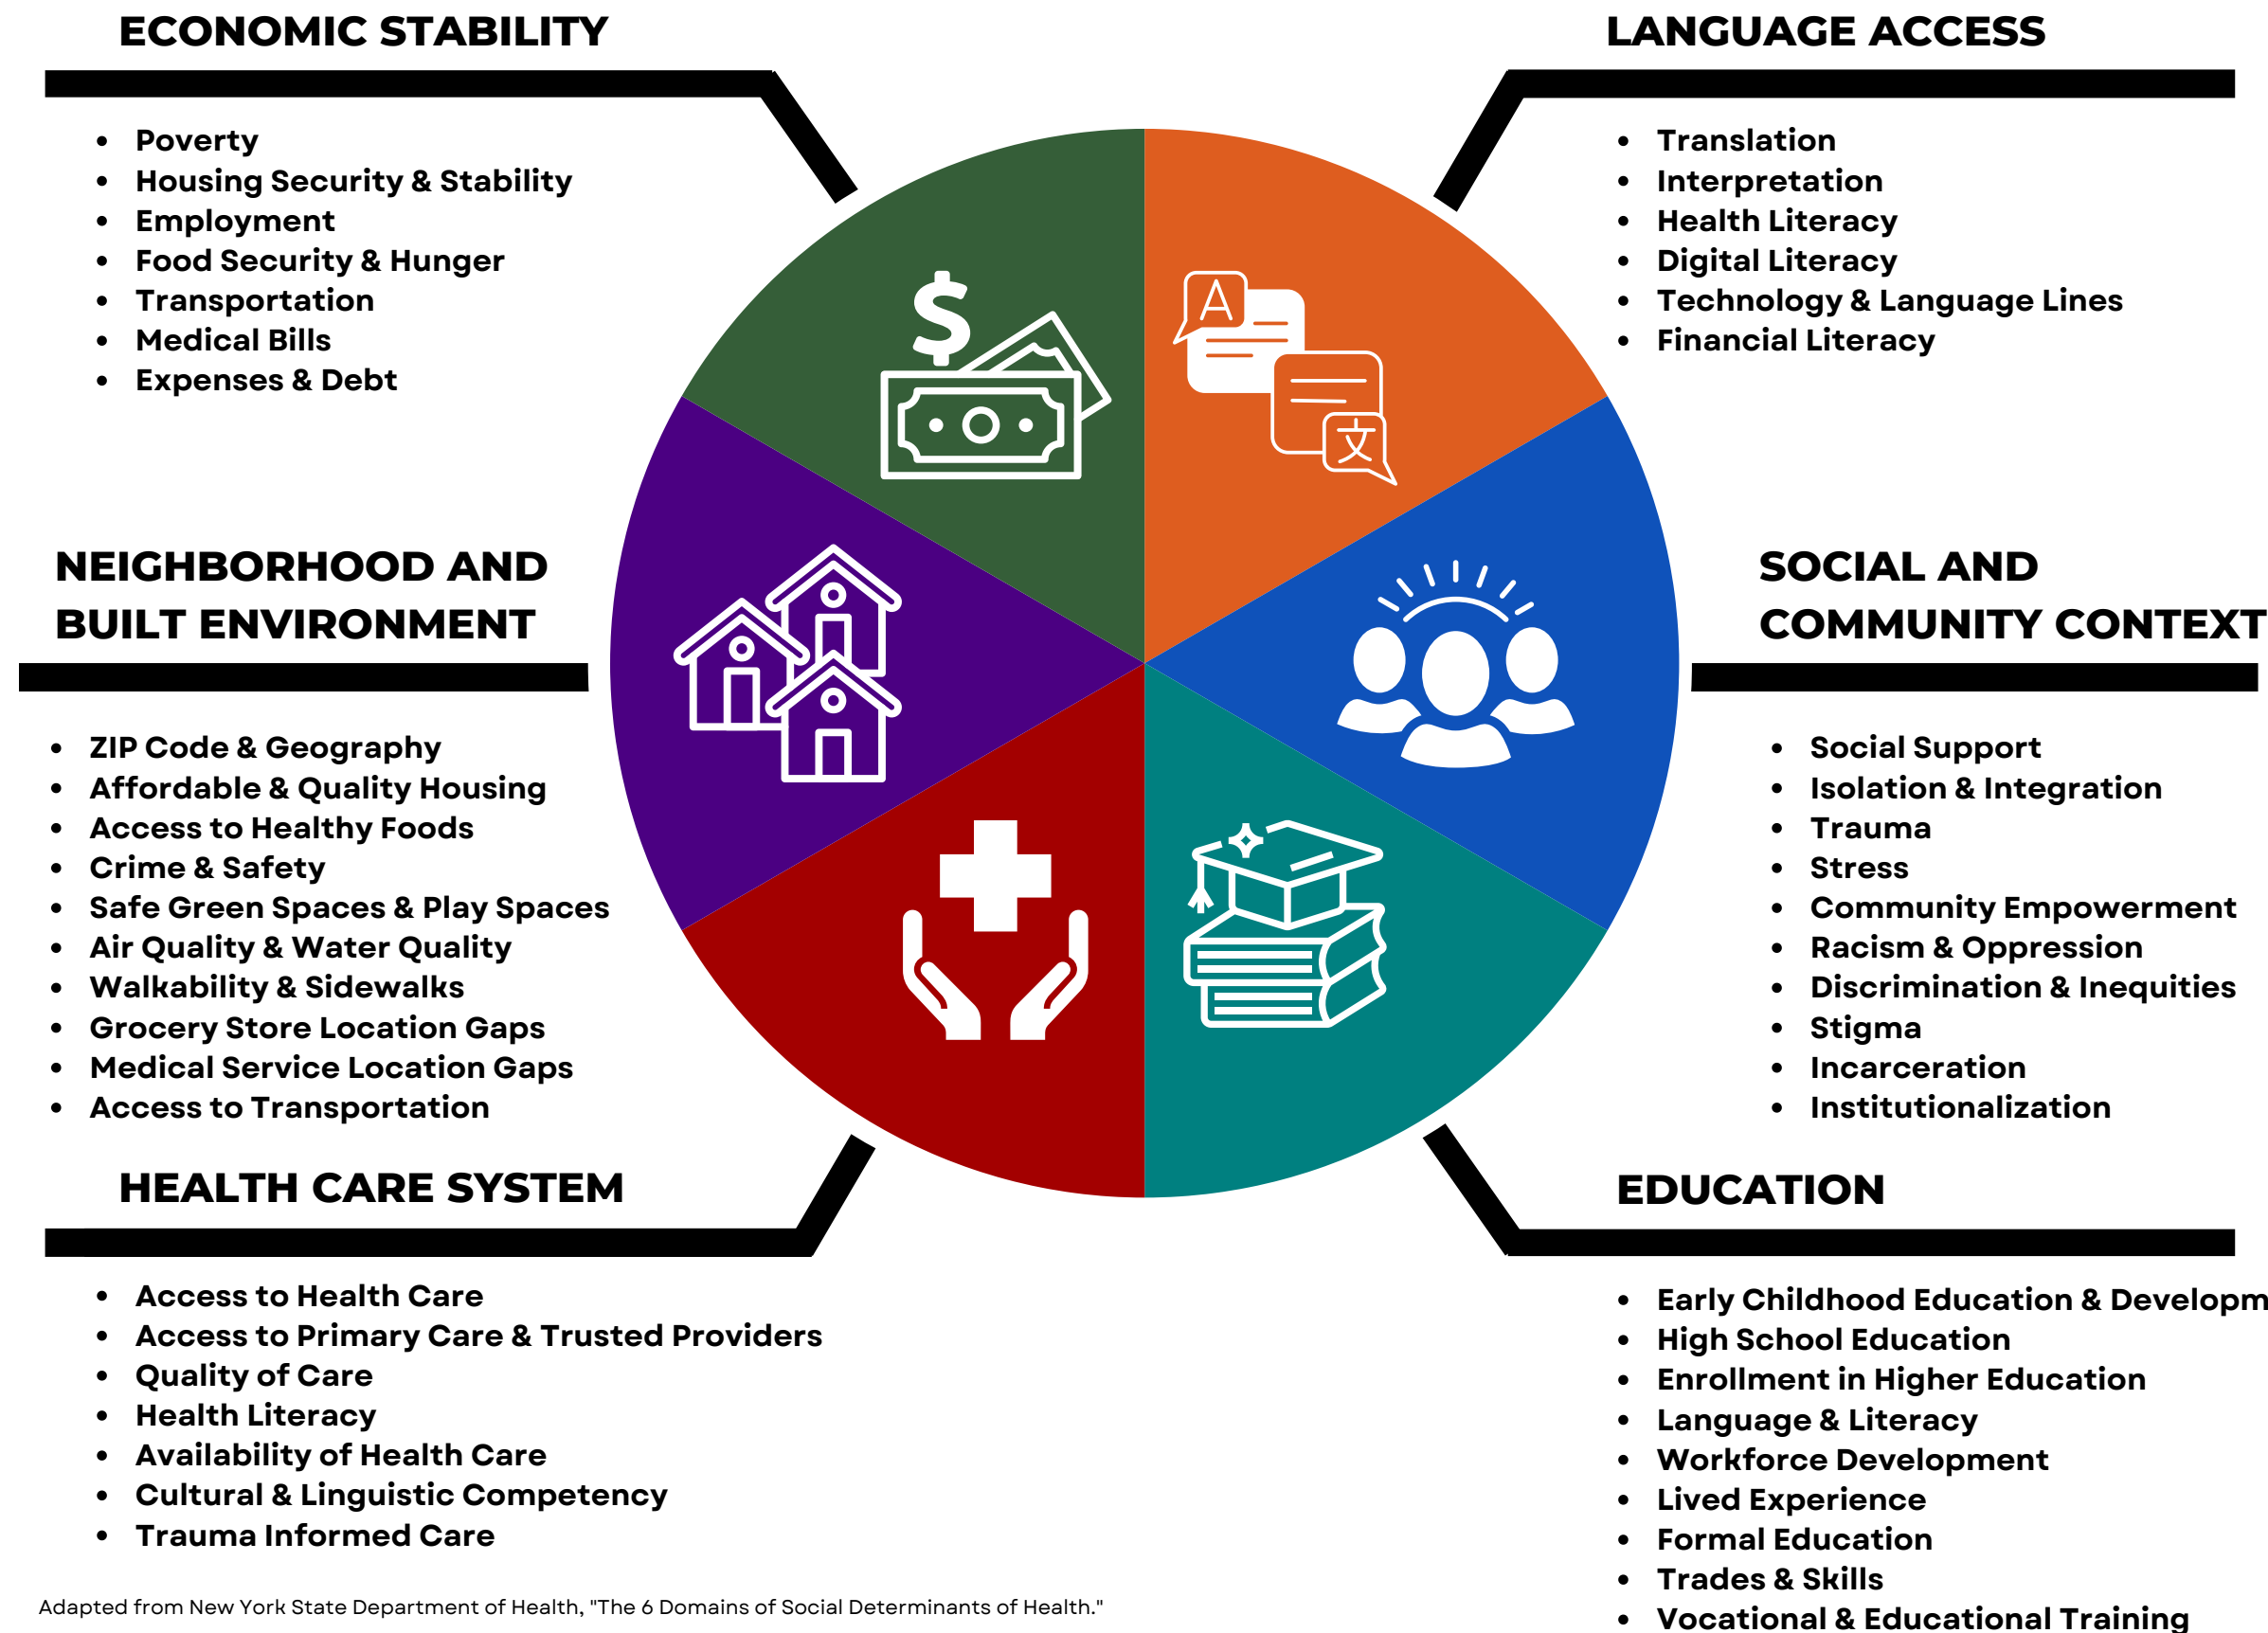 ECONOMIC STABILITY
• Poverty
• Housing Security & Stability
• Employment
• Food Security & Hunger
• Transportation
• Medical Bills
• Expenses & Debt
LANGUAGE ACCESS
• Translation
• Interpretation
• Health Literacy
• Digital Literacy
• Technology & Language Lines
• Financial Literacy
A
文
NEIGHBORHOOD AND
BUILT ENVIRONMENT
• ZIP Code & Geography
• Affordable & Quality Housing
• Access to Healthy Foods
• Crime & Safety
• Safe Green Spaces & Play Spaces
• Air Quality & Water Quality
• Walkability & Sidewalks
• Grocery Store Location Gaps
• Medical Service Location Gaps
• Access to Transportation
$
SOCIAL AND
COMMUNITY CONTEXT
• Social Support
• Isolation & Integration
• Trauma
• Stress
• Community Empowerment
• Racism & Oppression
• Discrimination & Inequities
• Stigma
• Incarceration
• Institutionalization
HEALTH CARE SYSTEM
• Access to Health Care
• Access to Primary Care & Trusted Providers
• Quality of Care
• Health Literacy
• Availability of Health Care
• Cultural & Linguistic Competency
• Trauma Informed Care
EDUCATION
• Early Childhood Education & Developm
• High School Education
• Enrollment in Higher Education
• Language & Literacy
• Workforce Development
• Lived Experience
• Formal Education
• Trades & Skills
• Vocational & Educational Training
Adapted from New York State Department of Health, "The 6 Domains of Social Determinants of Health."